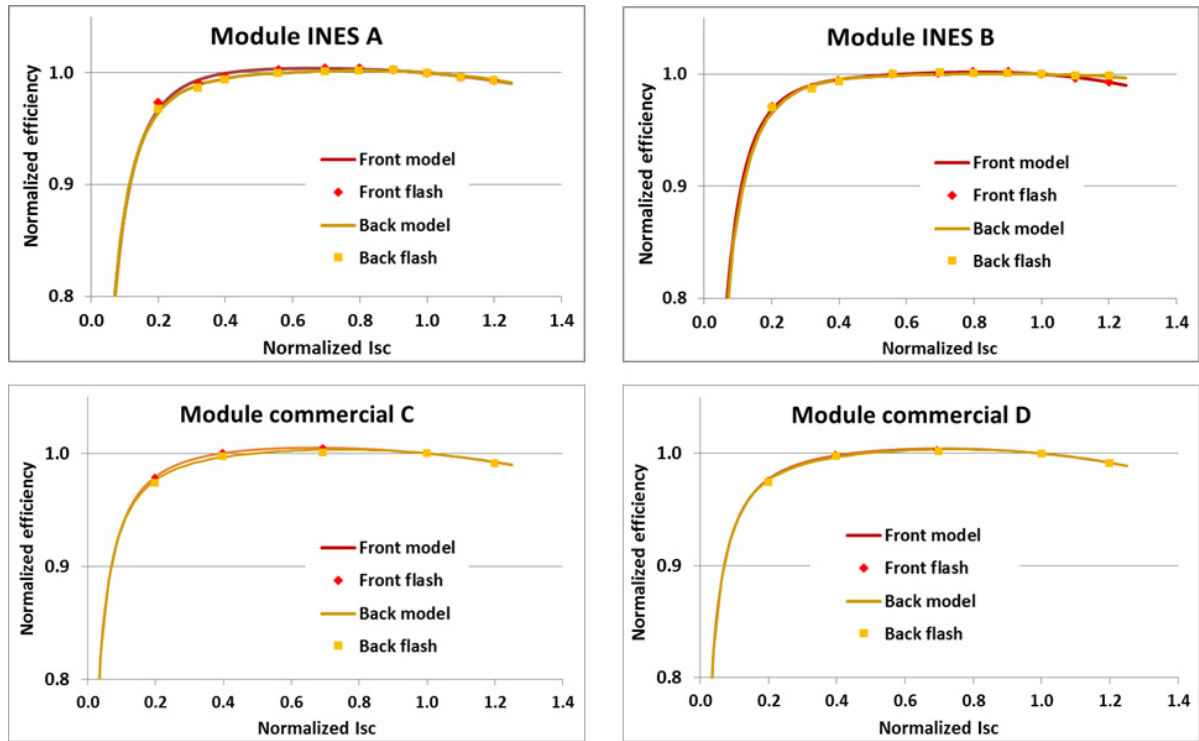 Module INES A
Normalized efficiency
1.0
0.9
0.8
Front model
Front flash
Back model
Back flash
0.0 0.2 0.4 0.6 0.8 1.0 1.2 1.4
Normalized Isc
Module INES B
Normalized efficiency
1.0
0.9
0.8
Front model
Front flash
Back model
Back flash
0.0 0.2 0.4 0.6 0.8 1.0 1.2 1.4
Normalized Isc
Module commercial C
Normalized efficiency
1.0
0.9
0.8
Front model
Front flash
Back model
Back flash
0.0 0.2 0.4 0.6 0.8 1.0 1.2 1.4
Normalized Isc
Module commercial D
Normalized efficiency
1.0
0.9
0.8
Front model
Front flash
Back model
Back flash
0.0 0.2 0.4 0.6 0.8 1.0 1.2 1.4
Normalized Isc